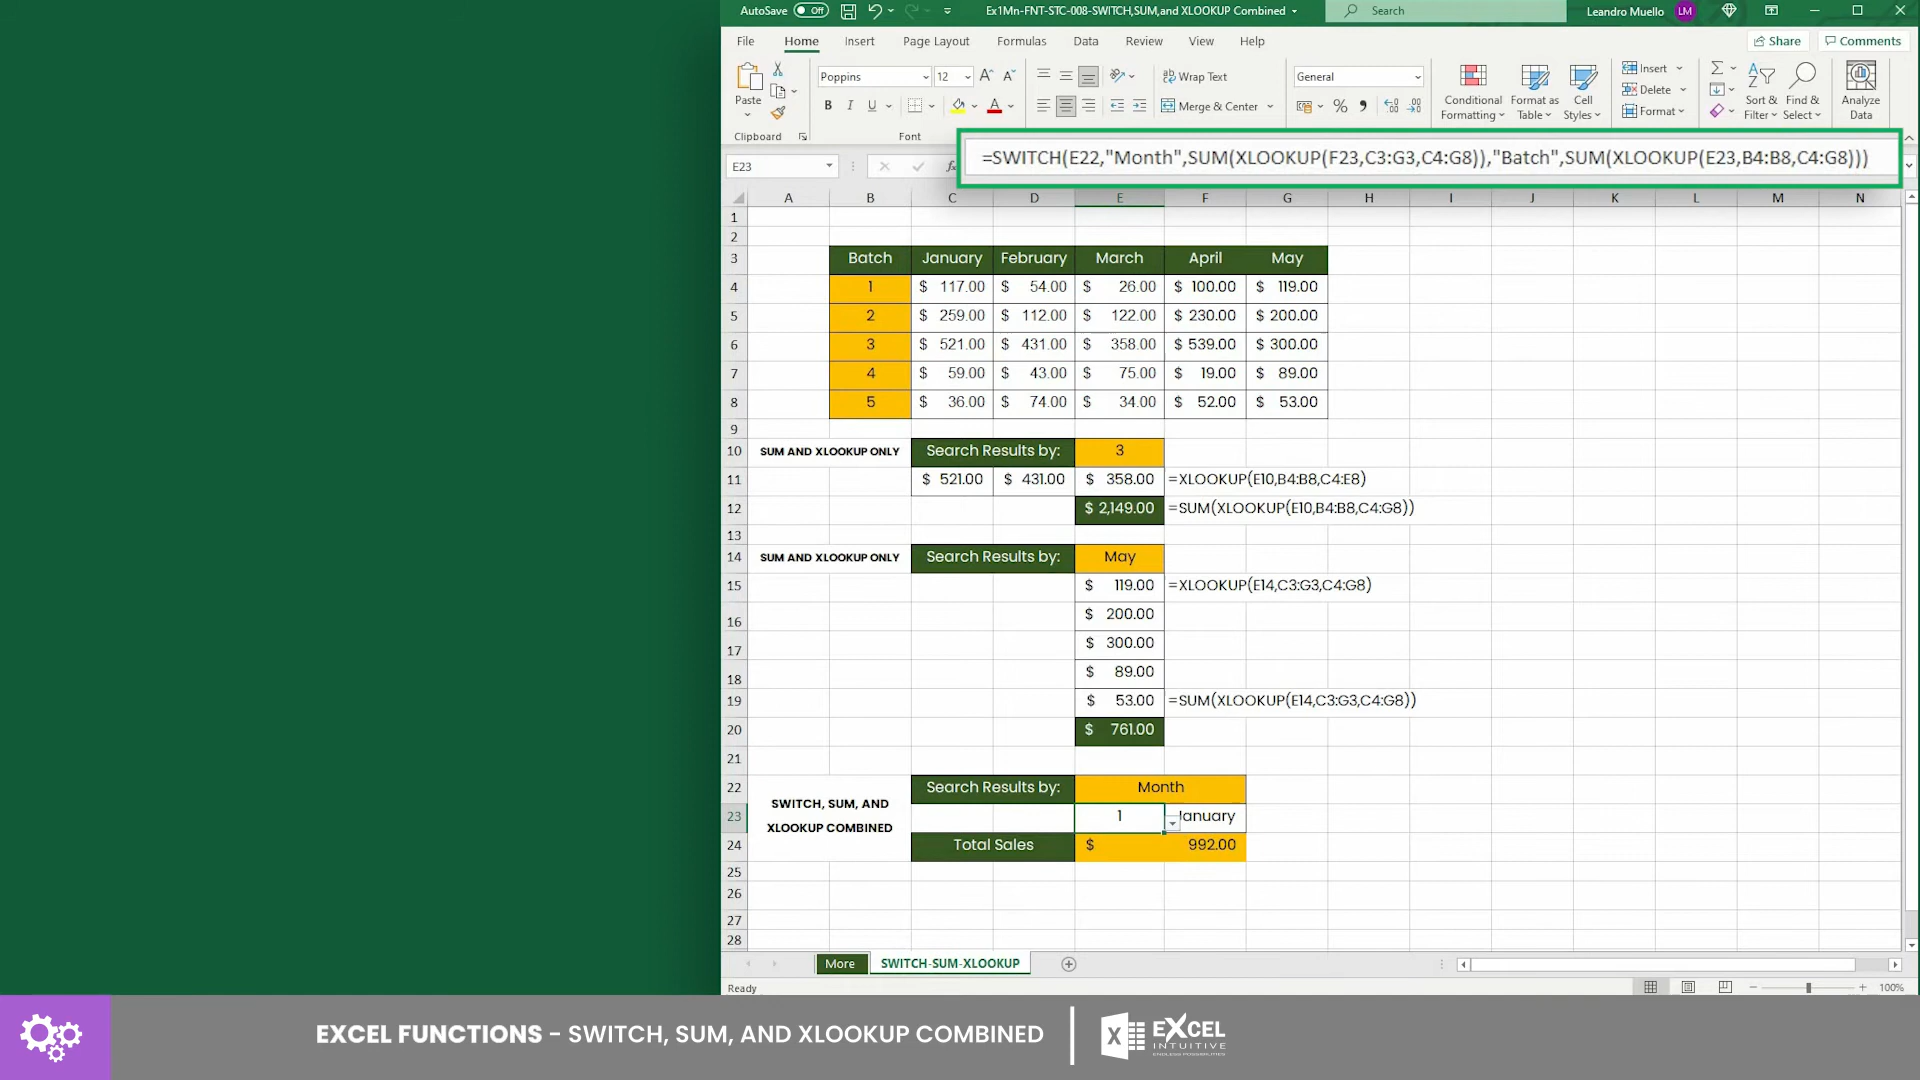 AutoSave Off Ex1Mn-FNT-STC-008-SWITCH,SUM,and XLOOKUP Combined Search Leandro Muello LM
File Home Insert Page Layout Formulas Data Review View Help Share Comments
Paste
Clipboard
Poppins 12
B I U A
Font
Wrap Text
Merge & Center
General
Conditional Formatting
Format as Table
Cell Styles
Insert
Delete
Format
Sort & Filter
Find & Select
Analyze Data
E23 fx =SWITCH(E22,"Month",SUM(XLOOKUP(F23,C3:G3,C4:G8)),"Batch",SUM(XLOOKUP(E23,B4:B8,C4:G8)))
A B C D E F G H I J K L M N
1
2
3 Batch January February March April May
4 1 $ 117.00 $ 54.00 $ 26.00 $ 100.00 $ 119.00
5 2 $ 259.00 $ 112.00 $ 122.00 $ 230.00 $ 200.00
6 3 $ 521.00 $ 431.00 $ 358.00 $ 539.00 $ 300.00
7 4 $ 59.00 $ 43.00 $ 75.00 $ 19.00 $ 89.00
8 5 $ 36.00 $ 74.00 $ 34.00 $ 52.00 $ 53.00
9
10 SUM AND XLOOKUP ONLY Search Results by: 3
11 $ 521.00 $ 431.00 $ 358.00 =XLOOKUP(E10,B4:B8,C4:E8)
12 $ 2,149.00 =SUM(XLOOKUP(E10,B4:B8,C4:G8))
13
14 SUM AND XLOOKUP ONLY Search Results by: May
15 $ 119.00 =XLOOKUP(E14,C3:G3,C4:G8)
16 $ 200.00
17 $ 300.00
18 $ 89.00
19 $ 53.00 =SUM(XLOOKUP(E14,C3:G3,C4:G8))
20 $ 761.00
21
22 Search Results by: Month
SWITCH, SUM, AND
23 1 January
XLOOKUP COMBINED
24 Total Sales $ 992.00
25
26
27
28
More SWITCH-SUM-XLOOKUP
Ready 100%
EXCEL FUNCTIONS - SWITCH, SUM, AND XLOOKUP COMBINED
X EXCEL
INTUITIVE
ENDLESS POSSIBILITIES